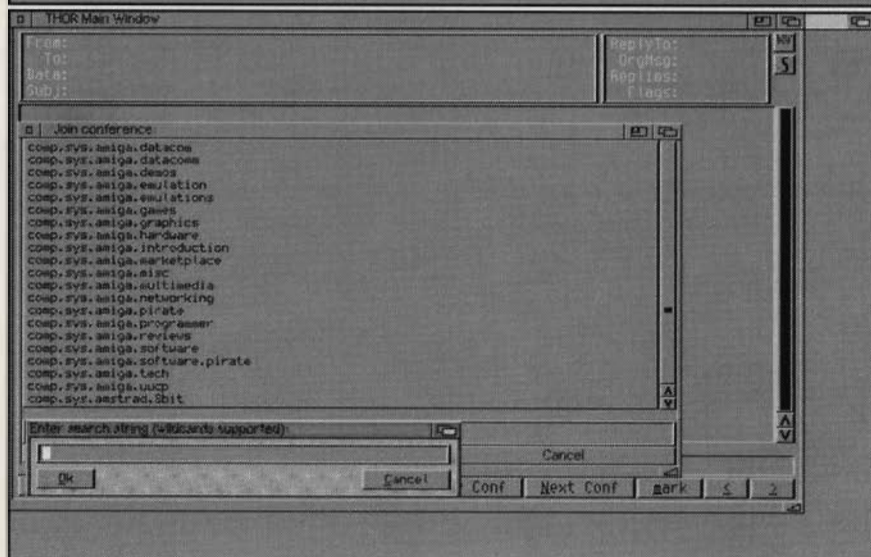 THOR Main Window
From:
To:
Date:
Subj:
ReplyTo:
OrgMsg:
Replies:
Flags:
Join conference:
comp.sys.amiga.datacom
comp.sys.amiga.datacomm
comp.sys.amiga.demos
comp.sys.amiga.emulation
comp.sys.amiga.emulations
comp.sys.amiga.games
comp.sys.amiga.graphics
comp.sys.amiga.hardware
comp.sys.amiga.introduction
comp.sys.amiga.marketplace
comp.sys.amiga.misc
comp.sys.amiga.multimedia
comp.sys.amiga.networking
comp.sys.amiga.pirate
comp.sys.amiga.programmer
comp.sys.amiga.reviews
comp.sys.amiga.software
comp.sys.amiga.software.pirate
comp.sys.amiga.tech
comp.sys.amiga.uucp
comp.sys.amstrad.8bit
Enter search string (wildcards supported):
Ok
Cancel
Cancel
Conf
Next Conf
mark
<
>